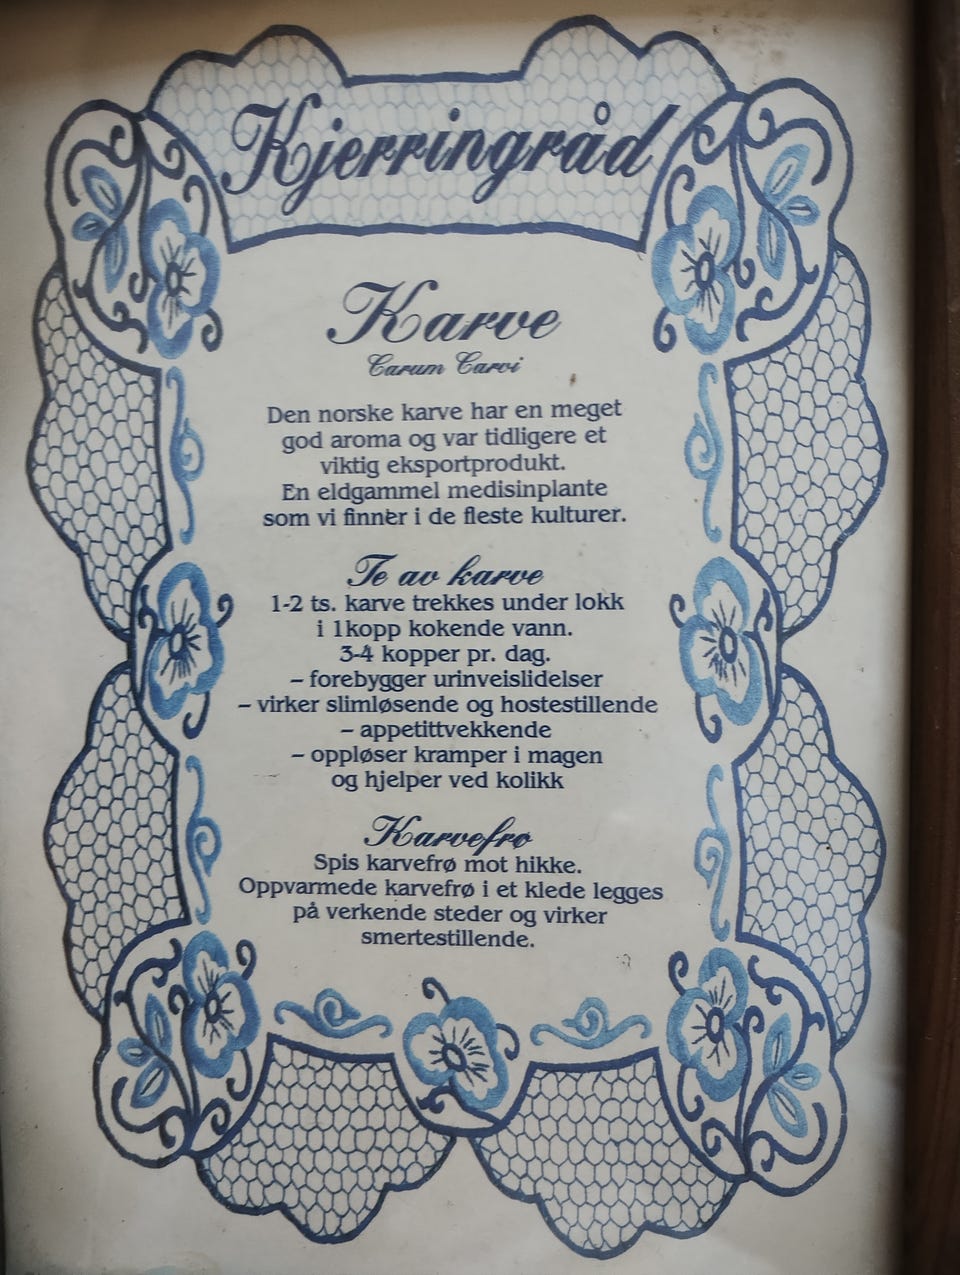 Kjerringråd
Karve
Carum Carvi
Den norske karve har en meget
god aroma og var tidligere et
viktig eksportprodukt.
En eldgammel medisinplante
som vi finner i de fleste kulturer.
Te av karve
1-2 ts. karve trekkes under lokk
i 1kopp kokende vann.
3-4 kopper pr. dag.
– forebygger urinveislidelser
– virker slimløsende og hostestillende
– appetittvekkende
– oppløser kramper i magen
og hjelper ved kolikk
Karvefrø
Spis karvefrø mot hikke.
Oppvarmede karvefrø i et klede legges
på verkende steder og virker
smertestillende.